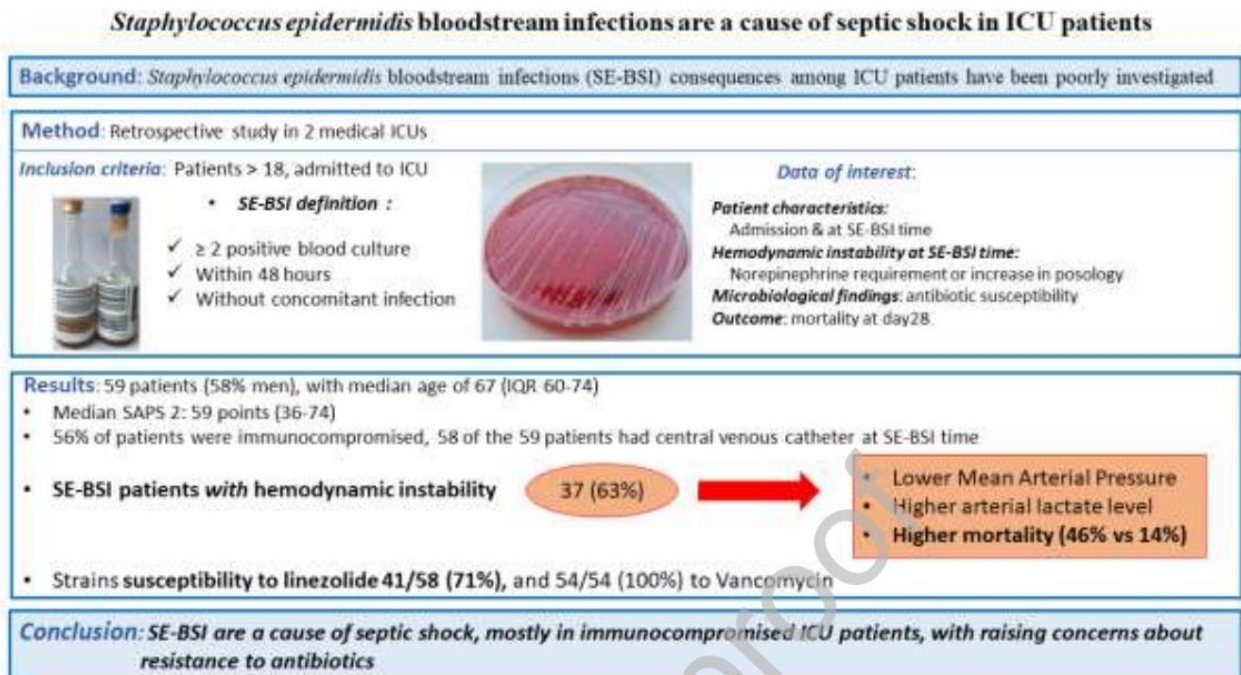 Staphylococcus epidermidis bloodstream infections are a cause of septic shock in ICU patients
Background: Staphylococcus epidermidis bloodstream infections (SE-BSI) consequences among ICU patients have been poorly investigated
Method: Retrospective study in 2 medical ICUs
Inclusion criteria: Patients > 18, admitted to ICU
• SE-BSI definition :
✓ ≥ 2 positive blood culture
✓ Within 48 hours
✓ Without concomitant infection
Data of interest:
Patient characteristics:
Admission & at SE-BSI time
Hemodynamic instability at SE-BSI time:
Norepinephrine requirement or increase in posology
Microbiological findings: antibiotic susceptibility
Outcome: mortality at day28.
Results: 59 patients (58% men), with median age of 67 (IQR 60-74)
• Median SAPS 2: 59 points (36-74)
• 56% of patients were immunocompromised, 58 of the 59 patients had central venous catheter at SE-BSI time
• SE-BSI patients with hemodynamic instability
37 (63%)
• Lower Mean Arterial Pressure
• Higher arterial lactate level
• Higher mortality (46% vs 14%)
• Strains susceptibility to linezolide 41/58 (71%), and 54/54 (100%) to Vancomycin
Conclusion: SE-BSI are a cause of septic shock, mostly in immunocompromised ICU patients, with raising concerns about
resistance to antibiotics